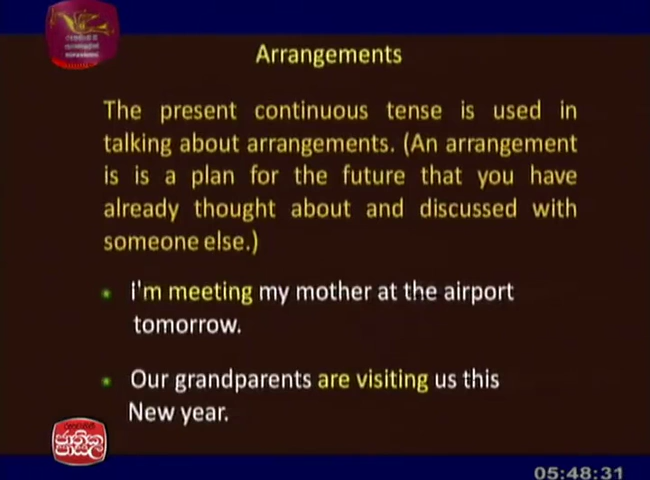 Arrangements
The present continuous tense is used in
talking about arrangements. (An arrangement
is is a plan for the future that you have
already thought about and discussed with
someone else.)
I'm meeting my mother at the airport
tomorrow.
Our grandparents are visiting us this
New year.
ජාතික
පාසල
05:48:31